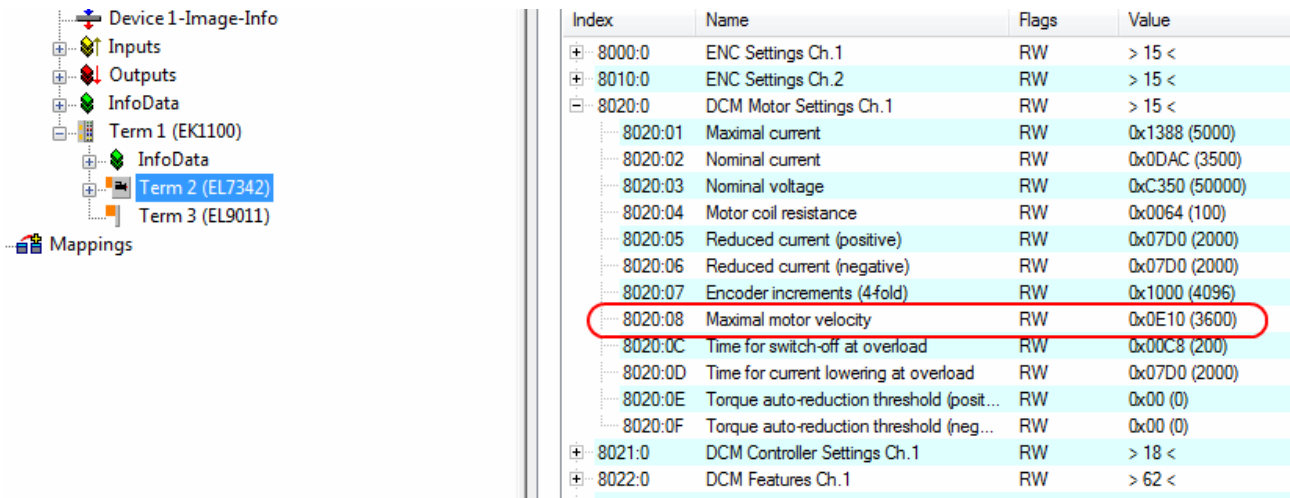 Device 1-Image-Info
Inputs
Outputs
InfoData
Term 1 (EK1100)
InfoData
Term 2 (EL7342)
Term 3 (EL9011)
Mappings
Index Name Flags Value
8000:0 ENC Settings Ch.1 RW > 15 <
8010:0 ENC Settings Ch.2 RW > 15 <
8020:0 DCM Motor Settings Ch.1 RW > 15 <
8020:01 Maximal current RW 0x1388 (5000)
8020:02 Nominal current RW 0x0DAC (3500)
8020:03 Nominal voltage RW 0xC350 (50000)
8020:04 Motor coil resistance RW 0x0064 (100)
8020:05 Reduced current (positive) RW 0x07D0 (2000)
8020:06 Reduced current (negative) RW 0x07D0 (2000)
8020:07 Encoder increments (4-fold) RW 0x1000 (4096)
8020:08 Maximal motor velocity RW 0x0E10 (3600)
8020:0C Time for switch-off at overload RW 0x00C8 (200)
8020:0D Time for current lowering at overload RW 0x07D0 (2000)
8020:0E Torque auto-reduction threshold (posit... RW 0x00 (0)
8020:0F Torque auto-reduction threshold (neg... RW 0x00 (0)
8021:0 DCM Controller Settings Ch.1 RW > 18 <
8022:0 DCM Features Ch.1 RW > 62 <